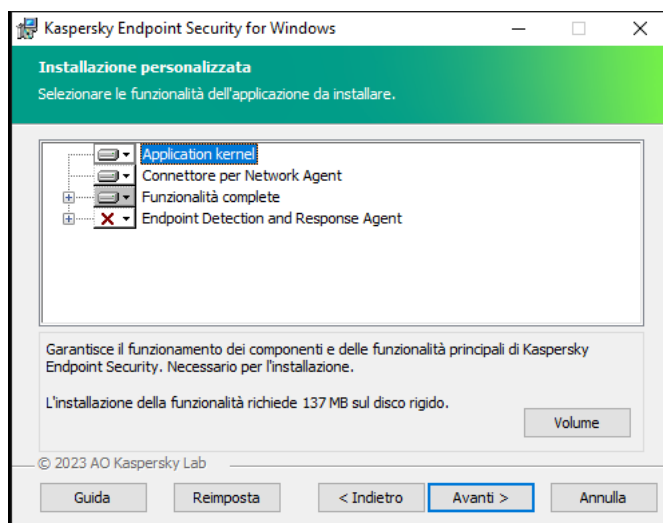 Kaspersky Endpoint Security for Windows
Installazione personalizzata
Selezionare le funzionalità dell'applicazione da installare.
Application kernel
Connettore per Network Agent
Funzionalità complete
Endpoint Detection and Response Agent
Garantisce il funzionamento dei componenti e delle funzionalità principali di Kaspersky
Endpoint Security. Necessario per l'installazione.
L'installazione della funzionalità richiede 137 MB sul disco rigido.
Volume
© 2023 AO Kaspersky Lab
Guida
Reimposta
< Indietro
Avanti >
Annulla